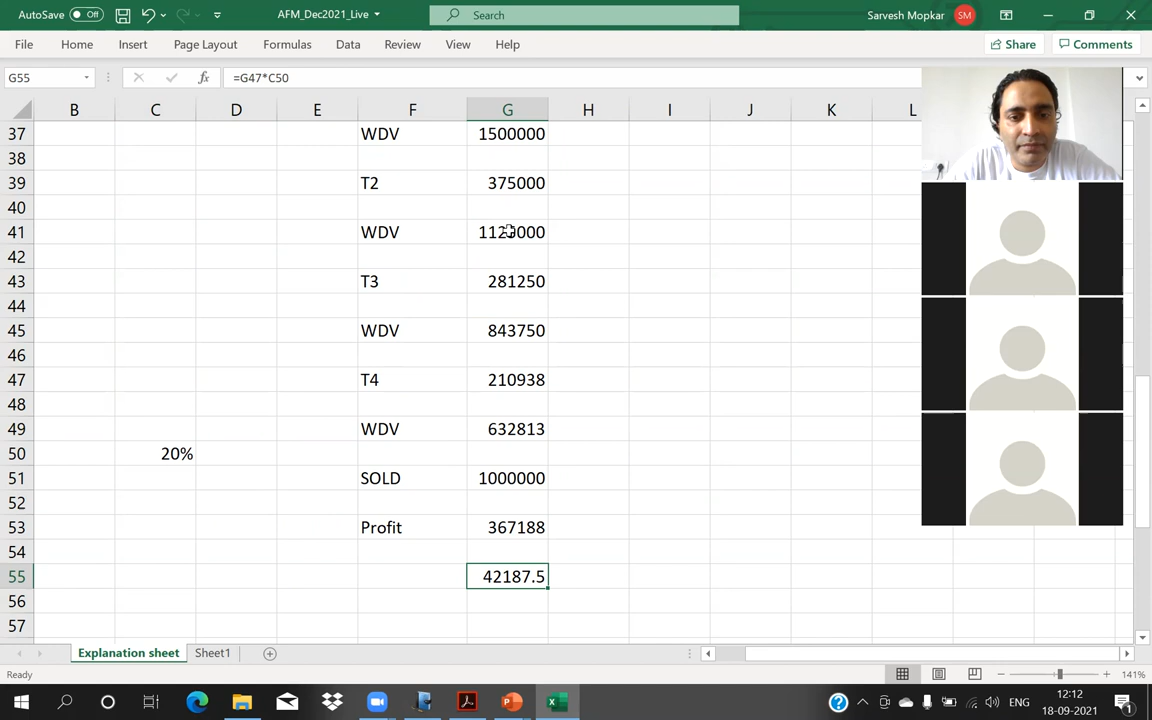 AutoSave Off AFM_Dec2021_Live Search Sarvesh Mopkar SM
File Home Insert Page Layout Formulas Data Review View Help Share Comments
G55 fx =G47*C50
B C D E F G H I J K L
37 WDV 1500000
38
39 T2 375000
40
41 WDV
42
43 T3 281250
44
45 WDV 843750
46
47 T4 210938
48
49 WDV 632813
50 20%
51 SOLD 1000000
52
53 Profit 367188
54
55 42187.5
56
57
Explanation sheet Sheet1
Ready 141%
ENG 12:12
18-09-2021 1